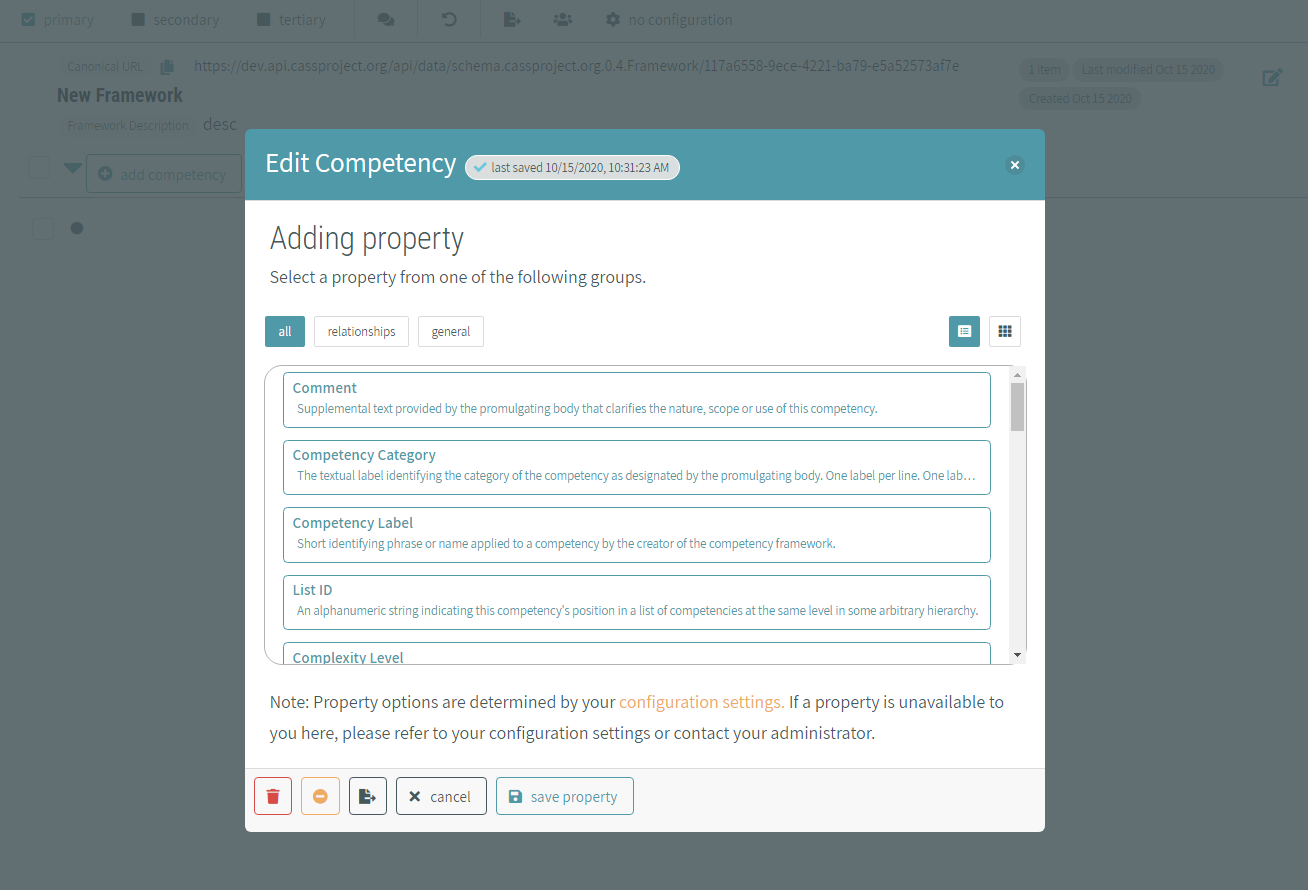 primary secondary tertiary no configuration
Canonical URL https://dev.api.cassproject.org/api/data/schema.cassproject.org.0.4.Framework/117a6558-9ece-4221-ba79-e5a52573af7e 1 item Last modified Oct 15 2020
New Framework Created Oct 15 2020
Framework Description desc
add competency
Edit Competency last saved 10/15/2020, 10:31:23 AM
Adding property
Select a property from one of the following groups.
all relationships general
Comment
Supplemental text provided by the promulgating body that clarifies the nature, scope or use of this competency.
Competency Category
The textual label identifying the category of the competency as designated by the promulgating body. One label per line. One lab...
Competency Label
Short identifying phrase or name applied to a competency by the creator of the competency framework.
List ID
An alphanumeric string indicating this competency's position in a list of competencies at the same level in some arbitrary hierarchy.
Complexity Level
Note: Property options are determined by your configuration settings. If a property is unavailable to
you here, please refer to your configuration settings or contact your administrator.
cancel save property